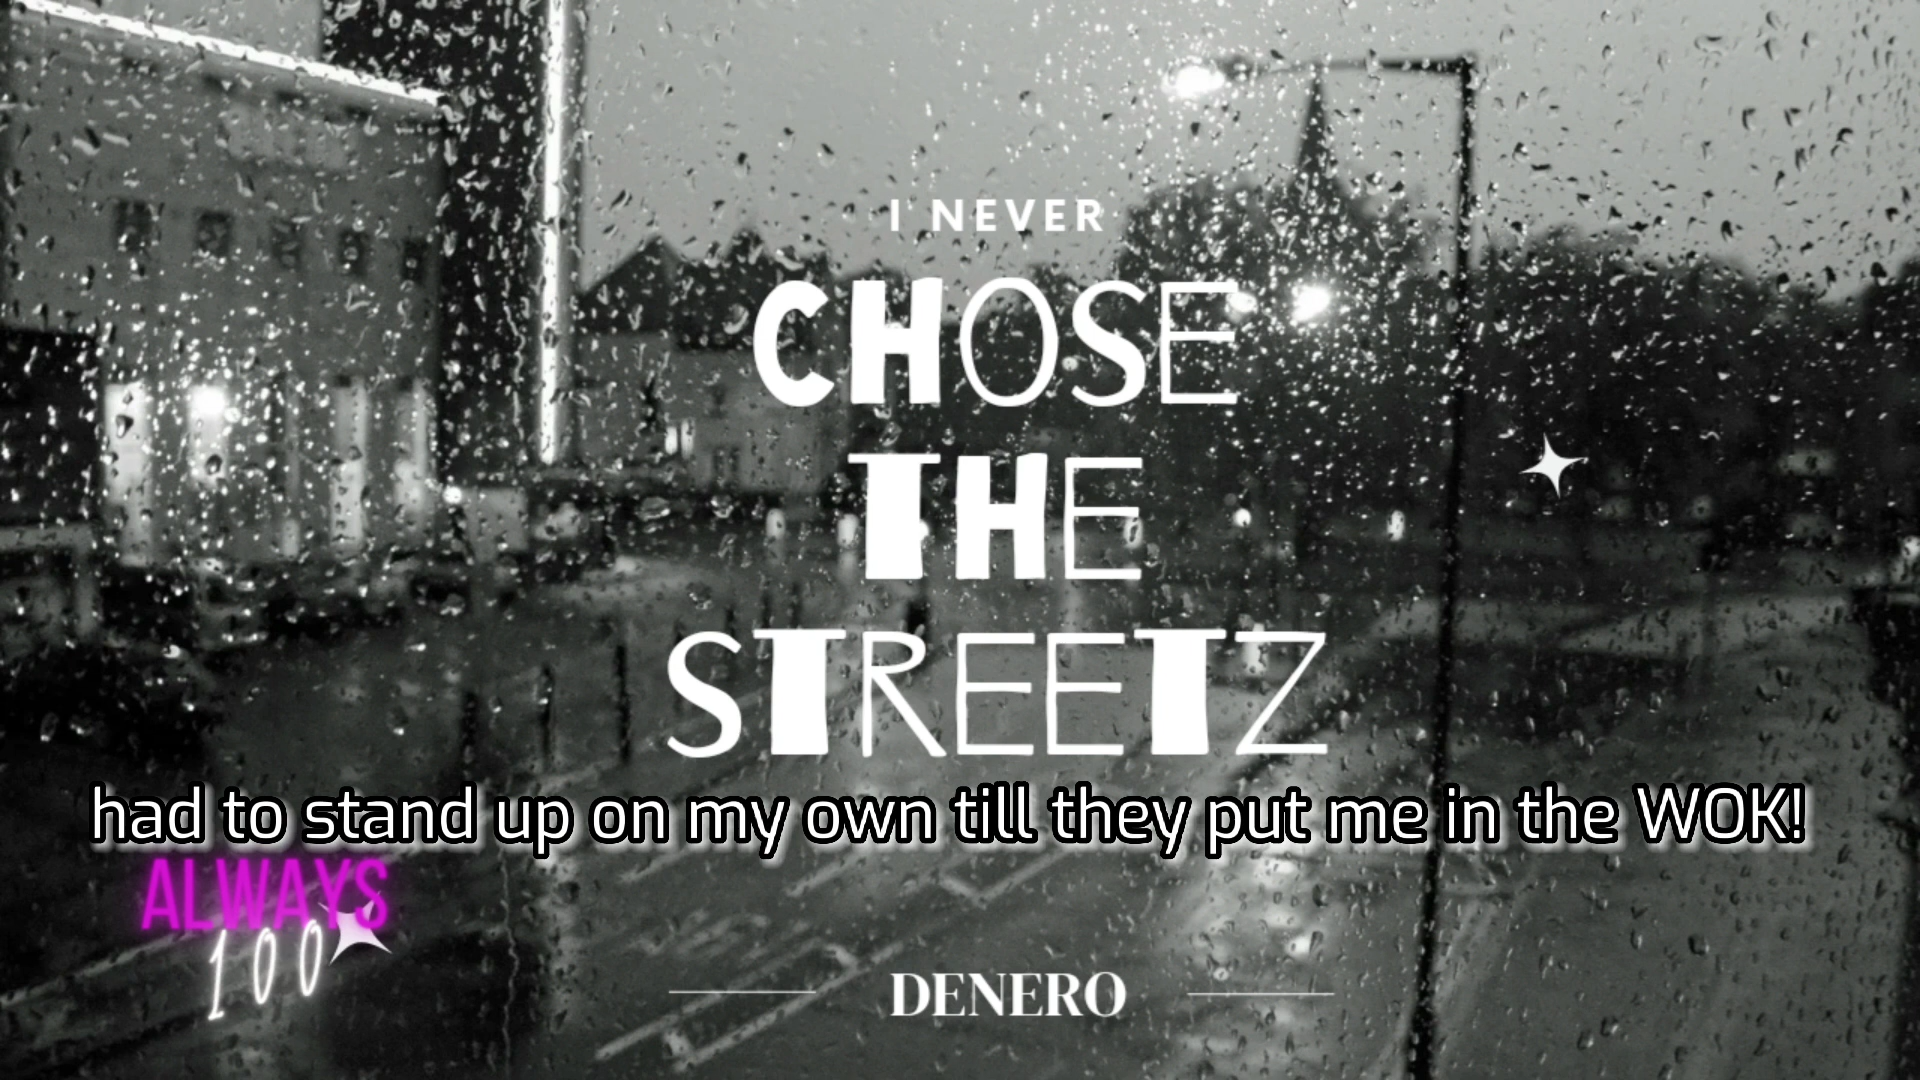 I NEVER
CHOSE
THE
STREETZ
had to stand up on my own till they put me in the WOK!
ALWAYS
100
DENERO